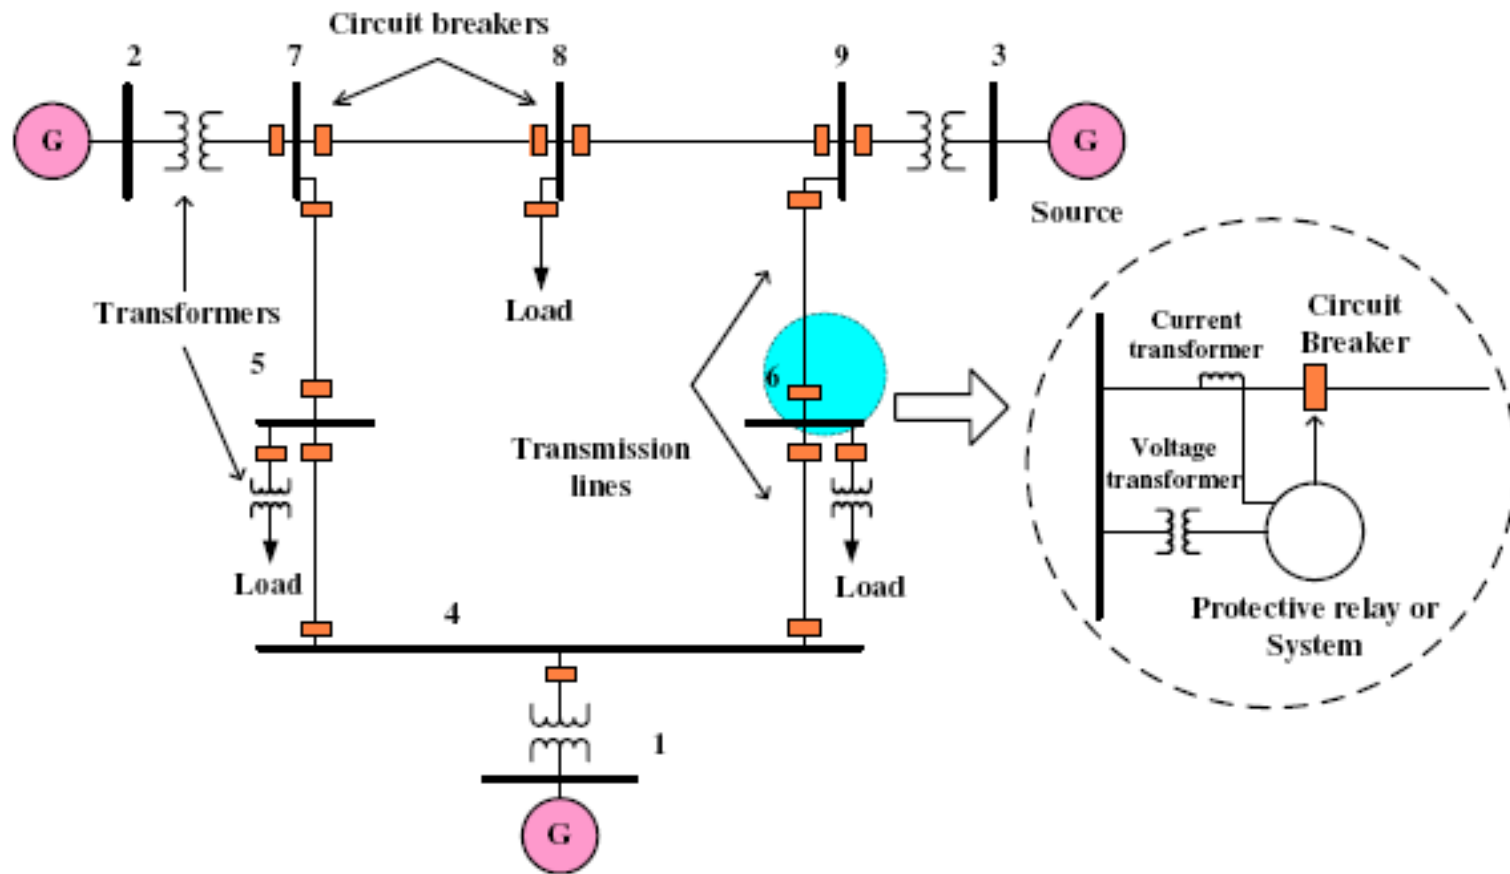 Circuit breakers
2
7
8
9
3
G
G
Source
Transformers
Load
5
6
Transmission
lines
Load
Load
4
1
G
Current
transformer
Circuit
Breaker
Voltage
transformer
Protective relay or
System